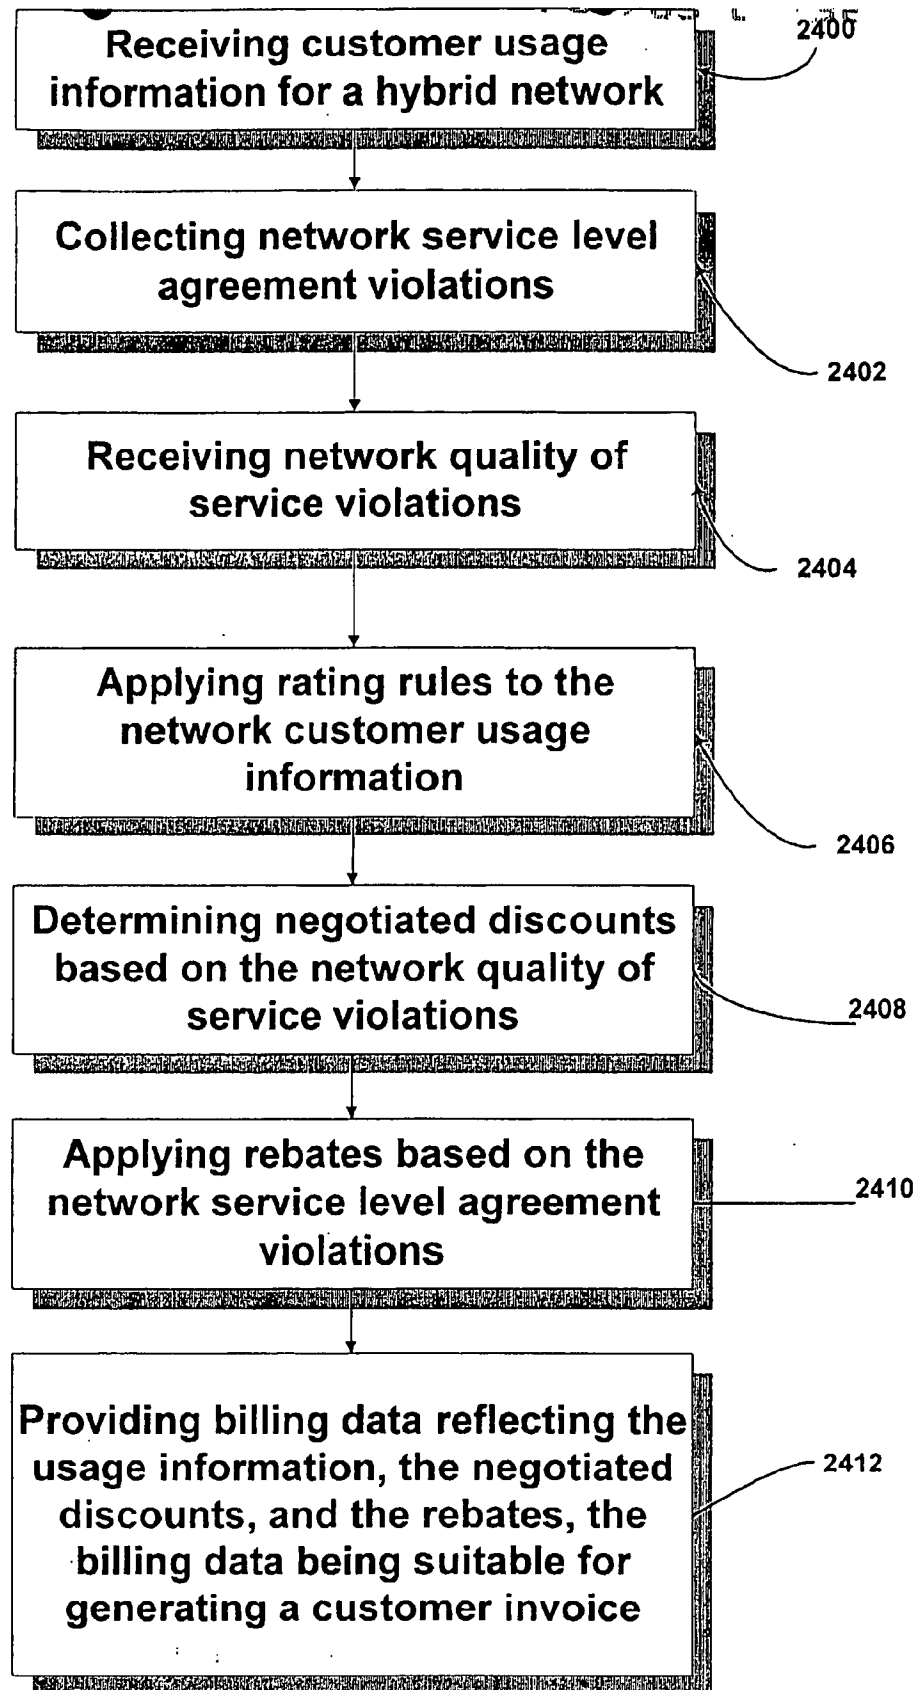 2400
Receiving customer usage
information for a hybrid network
Collecting network service level
agreement violations
2402
Receiving network quality of
service violations
2404
Applying rating rules to the
network customer usage
information
2406
Determining negotiated discounts
based on the network quality of
service violations
2408
Applying rebates based on the
network service level agreement
violations
2410
Providing billing data reflecting the
usage information, the negotiated
discounts, and the rebates, the
billing data being suitable for
generating a customer invoice
2412